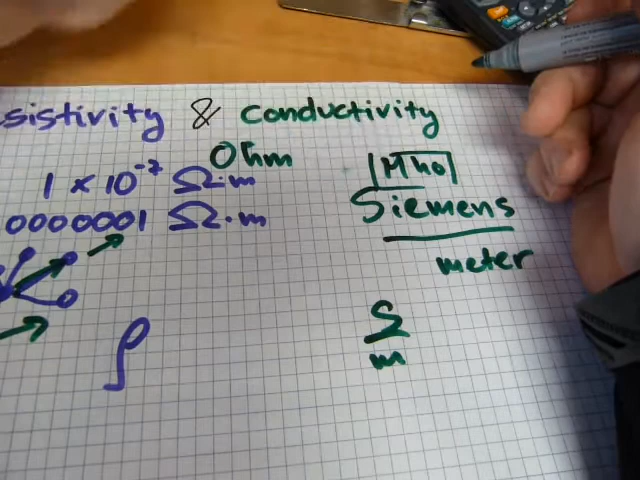 sistivity & conductivity
Ohm
|Mho|
1 × 10⁻⁷ Ω·m
Siemens
0000001 Ω·m
meter
S
m
ρ